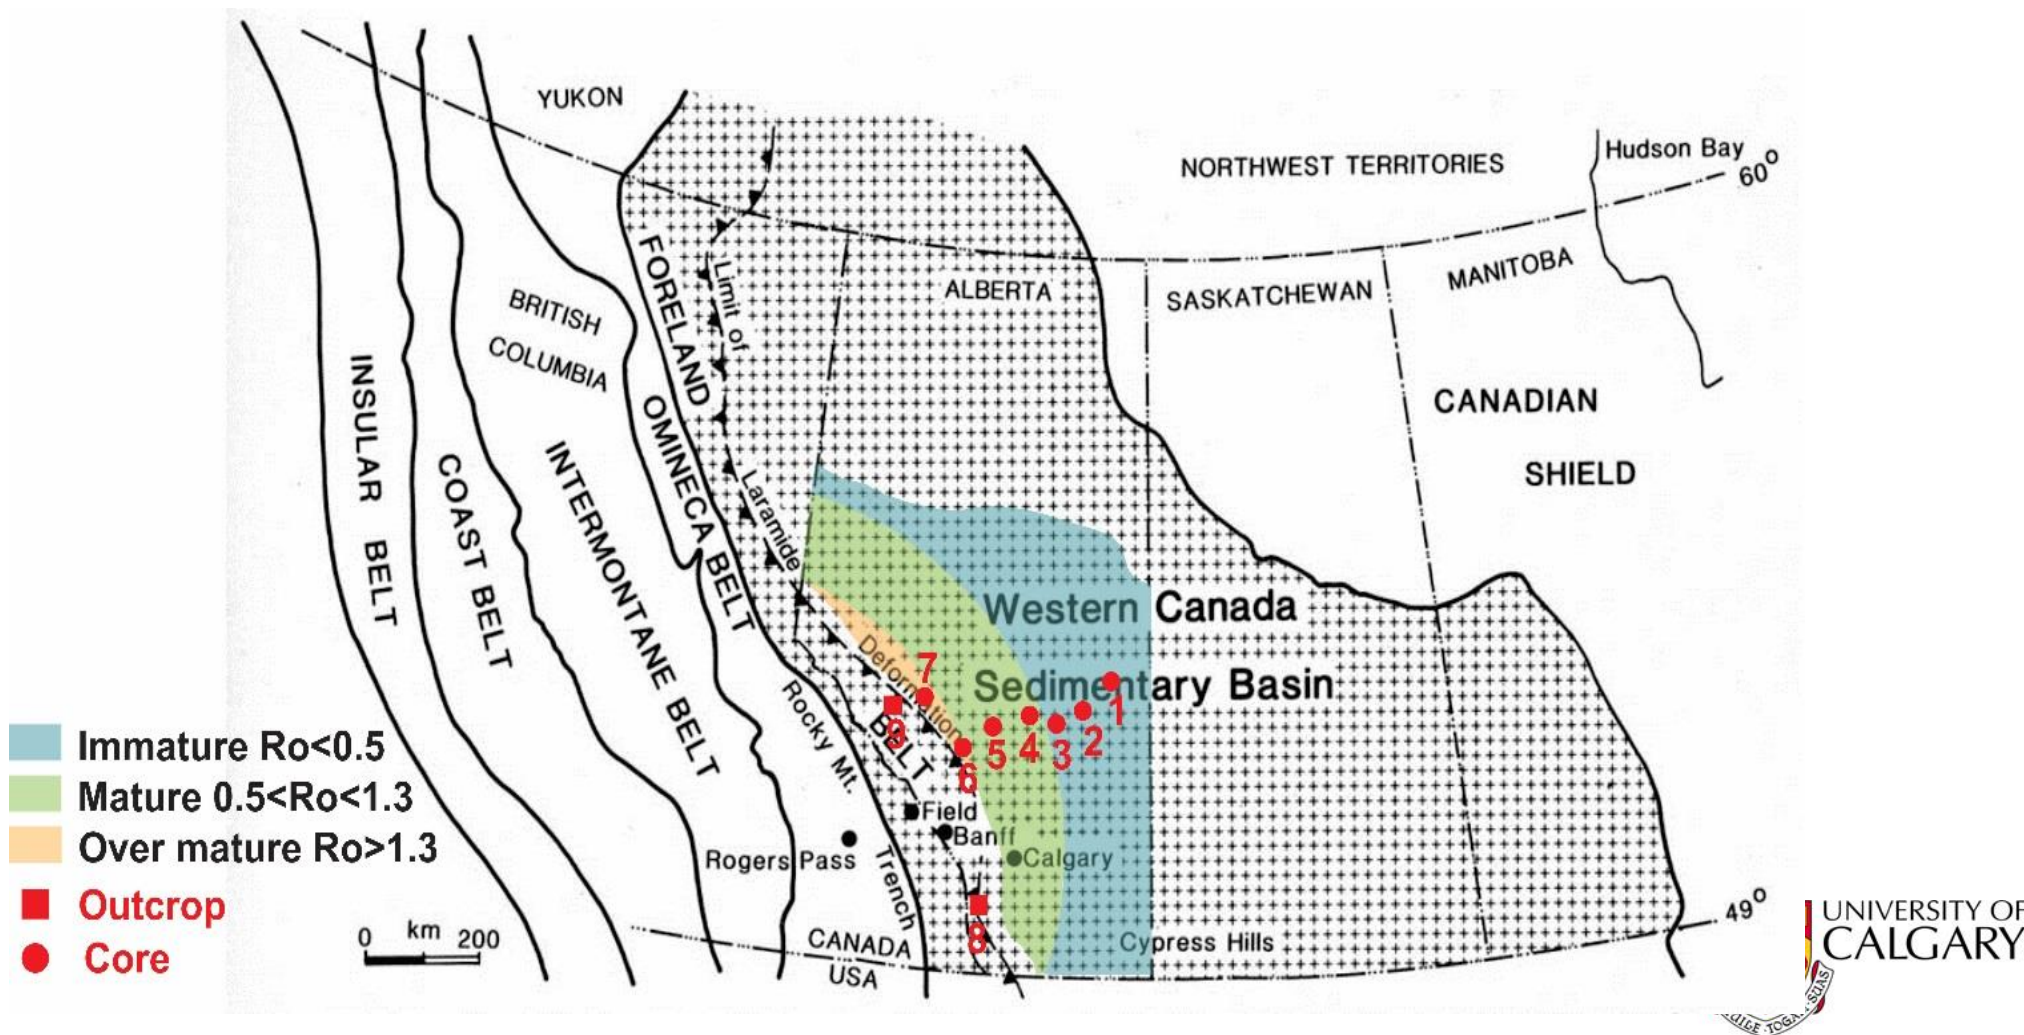 YUKON
NORTHWEST TERRITORIES
Hudson Bay
60°
FORELAND
BELT
Limit of
Laramide
Deformation
ALBERTA
SASKATCHEWAN
MANITOBA
BRITISH
COLUMBIA
CANADIAN
SHIELD
INSULAR BELT
COAST BELT
INTERMONTANE BELT
OMINECA BELT
Western Canada
Sedimentary Basin
Rocky Mt.
Trench
7
9
6
5
4
3
2
1
8
Field
Banff
Calgary
Rogers Pass
Cypress Hills
CANADA
USA
49°
Immature Ro<0.5
Mature 0.5<Ro<1.3
Over mature Ro>1.3
Outcrop
Core
0 km 200
UNIVERSITY OF
CALGARY